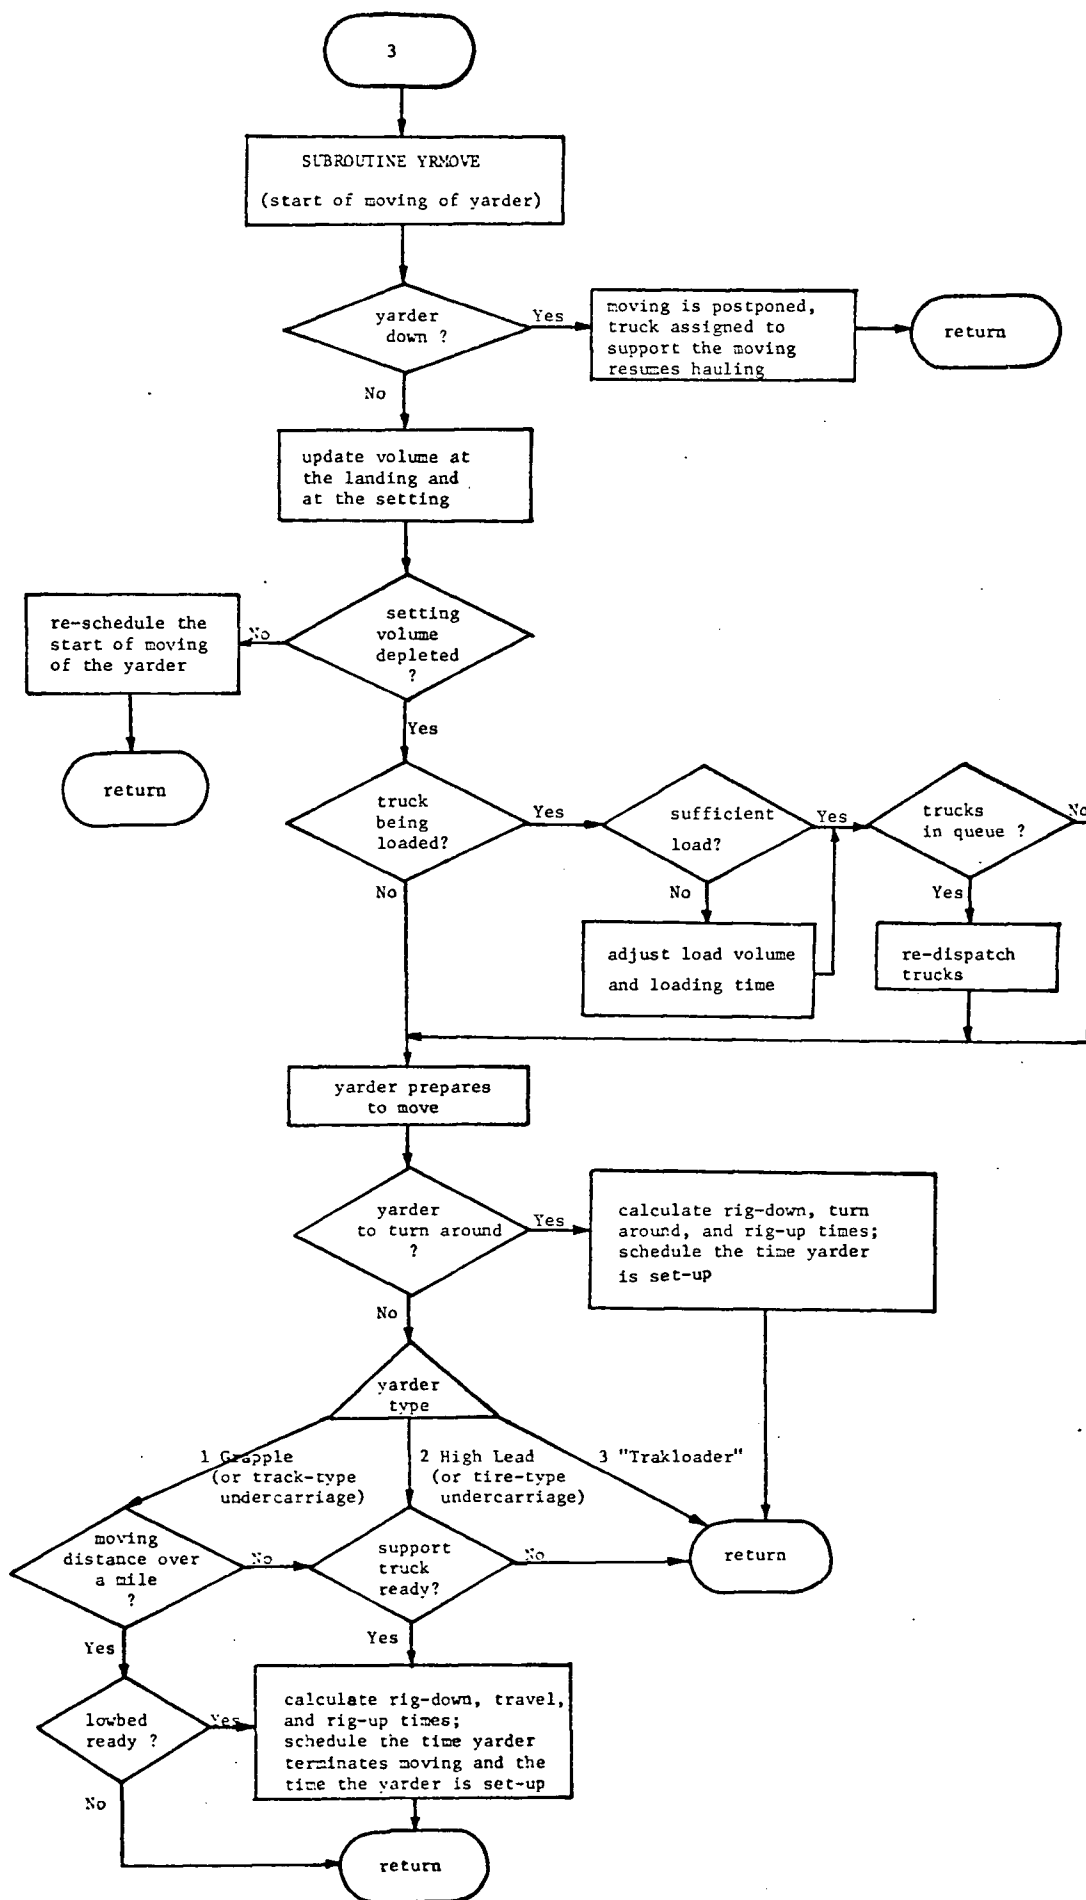 3
SUBROUTINE YRMOVE
(start of moving of yarder)
yarder
down ?
Yes
moving is postponed,
truck assigned to
support the moving
resumes hauling
return
No
update volume at
the landing and
at the setting
setting
volume
depleted
?
No
re-schedule the
start of moving
of the yarder
return
Yes
truck
being
loaded?
Yes
sufficient
load?
Yes
trucks
in queue ?
No
No
No
adjust load volume
and loading time
Yes
re-dispatch
trucks
yarder prepares
to move
yarder
to turn around
?
Yes
calculate rig-down, turn
around, and rig-up times;
schedule the time yarder
is set-up
No
yarder
type
1 Grapple
(or track-type
undercarriage)
2 High Lead
(or tire-type
undercarriage)
3 "Trakloader"
moving
distance over
a mile
?
No
support
truck
ready?
No
return
Yes
Yes
lowbed
ready ?
Yes
calculate rig-down, travel,
and rig-up times;
schedule the time yarder
terminates moving and the
time the yarder is set-up
No
return